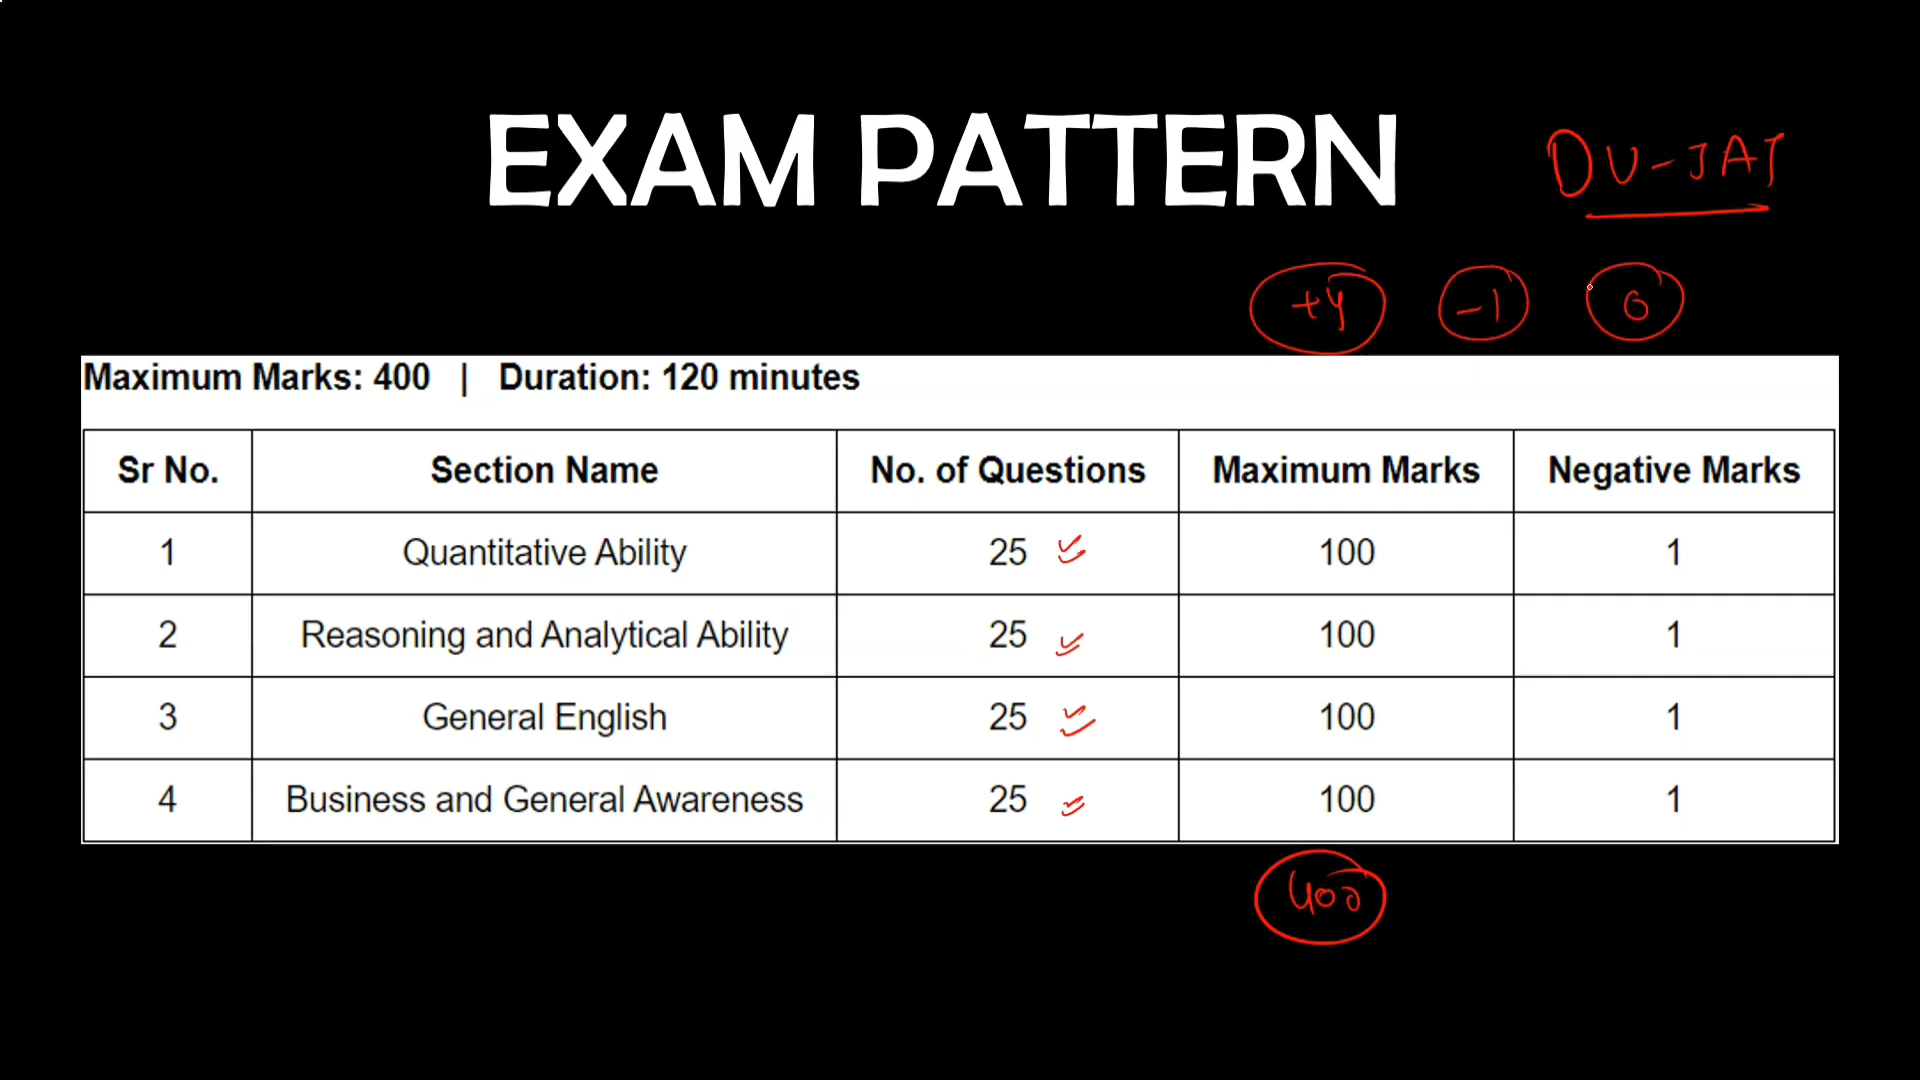 EXAM PATTERN
DU-JAT
+4 -1 0
Maximum Marks: 400 | Duration: 120 minutes
Sr No. Section Name No. of Questions Maximum Marks Negative Marks
1 Quantitative Ability 25 100 1
2 Reasoning and Analytical Ability 25 100 1
3 General English 25 100 1
4 Business and General Awareness 25 100 1
400